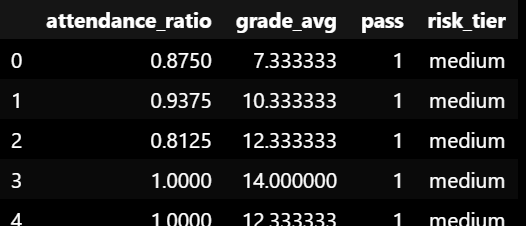 attendance_ratio grade_avg pass risk_tier
0 0.8750 7.333333 1 medium
1 0.9375 10.333333 1 medium
2 0.8125 12.333333 1 medium
3 1.0000 14.000000 1 medium
4 1.0000 12.333333 1 medium